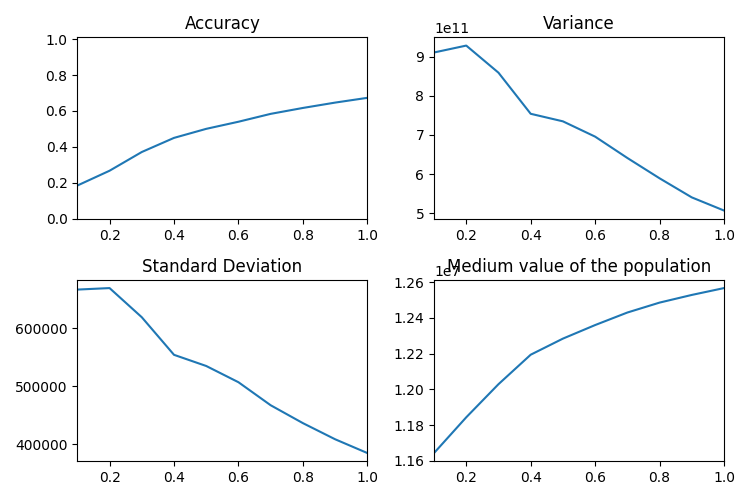 Accuracy
1.0
0.8
0.6
0.4
0.2
0.0
0.2 0.4 0.6 0.8 1.0
Variance
1e11
9
8
7
6
5
0.2 0.4 0.6 0.8 1.0
Standard Deviation
600000
500000
400000
0.2 0.4 0.6 0.8 1.0
Medium value of the population
1e7
1.26
1.24
1.22
1.20
1.18
1.16
0.2 0.4 0.6 0.8 1.0